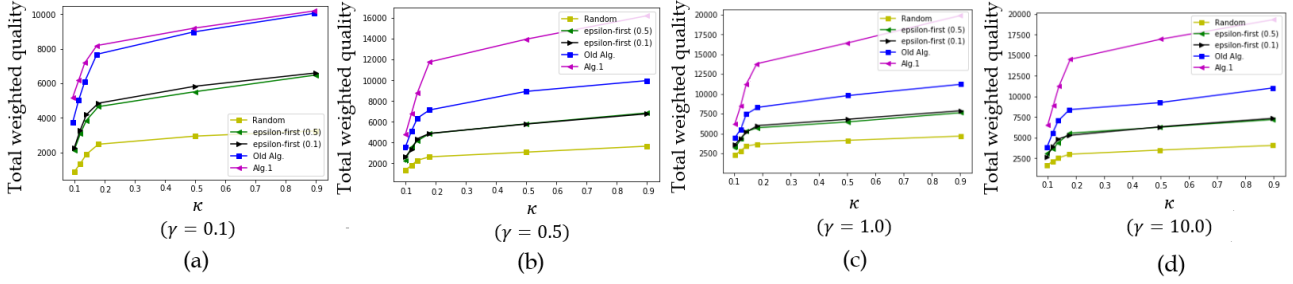 Total weighted quality
10000
8000
6000
4000
2000
Random
epsilon-first (0.5)
epsilon-first (0.1)
Old Alg.
Alg.1
0.1 0.2 0.3 0.4 0.5 0.6 0.7 0.8 0.9
κ
(γ = 0.1)
(a)
Total weighted quality
16000
14000
12000
10000
8000
6000
4000
2000
Random
epsilon-first (0.5)
epsilon-first (0.1)
Old Alg.
Alg.1
0.1 0.2 0.3 0.4 0.5 0.6 0.7 0.8 0.9
κ
(γ = 0.5)
(b)
Total weighted quality
20000
17500
15000
12500
10000
7500
5000
2500
Random
epsilon-first (0.5)
epsilon-first (0.1)
Old Alg.
Alg.1
0.1 0.2 0.3 0.4 0.5 0.6 0.7 0.8 0.9
κ
(γ = 1.0)
(c)
Total weighted quality
20000
17500
15000
12500
10000
7500
5000
2500
Random
epsilon-first (0.5)
epsilon-first (0.1)
Old Alg.
Alg.1
0.1 0.2 0.3 0.4 0.5 0.6 0.7 0.8 0.9
κ
(γ = 10.0)
(d)